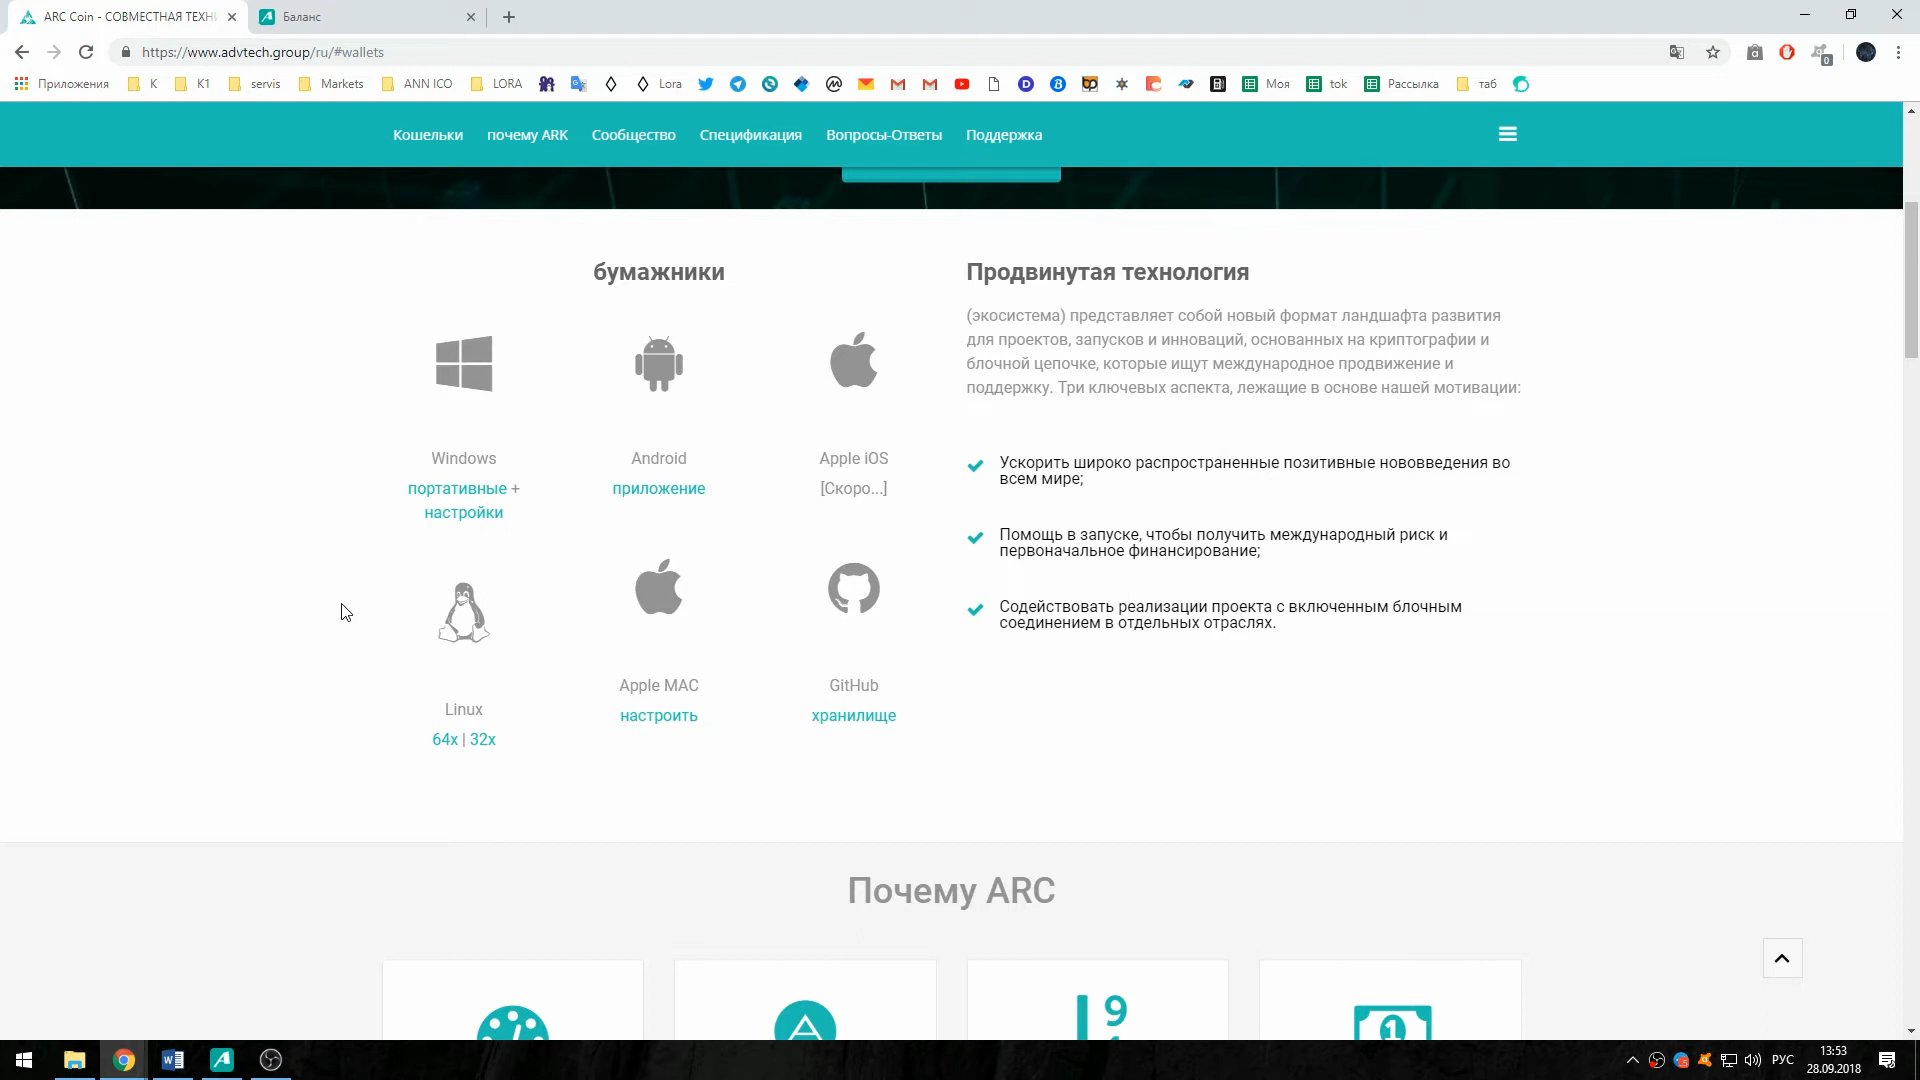 ARC Coin - СОВМЕСТНАЯ ТЕХН
Баланс
https://www.advtech.group/ru/#wallets
Приложения
K
K1
servis
Markets
ANN ICO
LORA
Lora
Моя
tok
Рассылка
таб
Кошельки
почему ARK
Сообщество
Спецификация
Вопросы-Ответы
Поддержка
бумажники
Windows
портативные +
настройки
Android
приложение
Apple iOS
[Скоро...]
Linux
64x | 32x
Apple MAC
настроить
GitHub
хранилище
Продвинутая технология
(экосистема) представляет собой новый формат ландшафта развития
для проектов, запусков и инноваций, основанных на криптографии и
блочной цепочке, которые ищут международное продвижение и
поддержку. Три ключевых аспекта, лежащие в основе нашей мотивации:
Ускорить широко распространенные позитивные нововведения во
всем мире;
Помощь в запуске, чтобы получить международный риск и
первоначальное финансирование;
Содействовать реализации проекта с включенным блочным
соединением в отдельных отраслях.
Почему ARC
9
1
РУС
13:53
28.09.2018